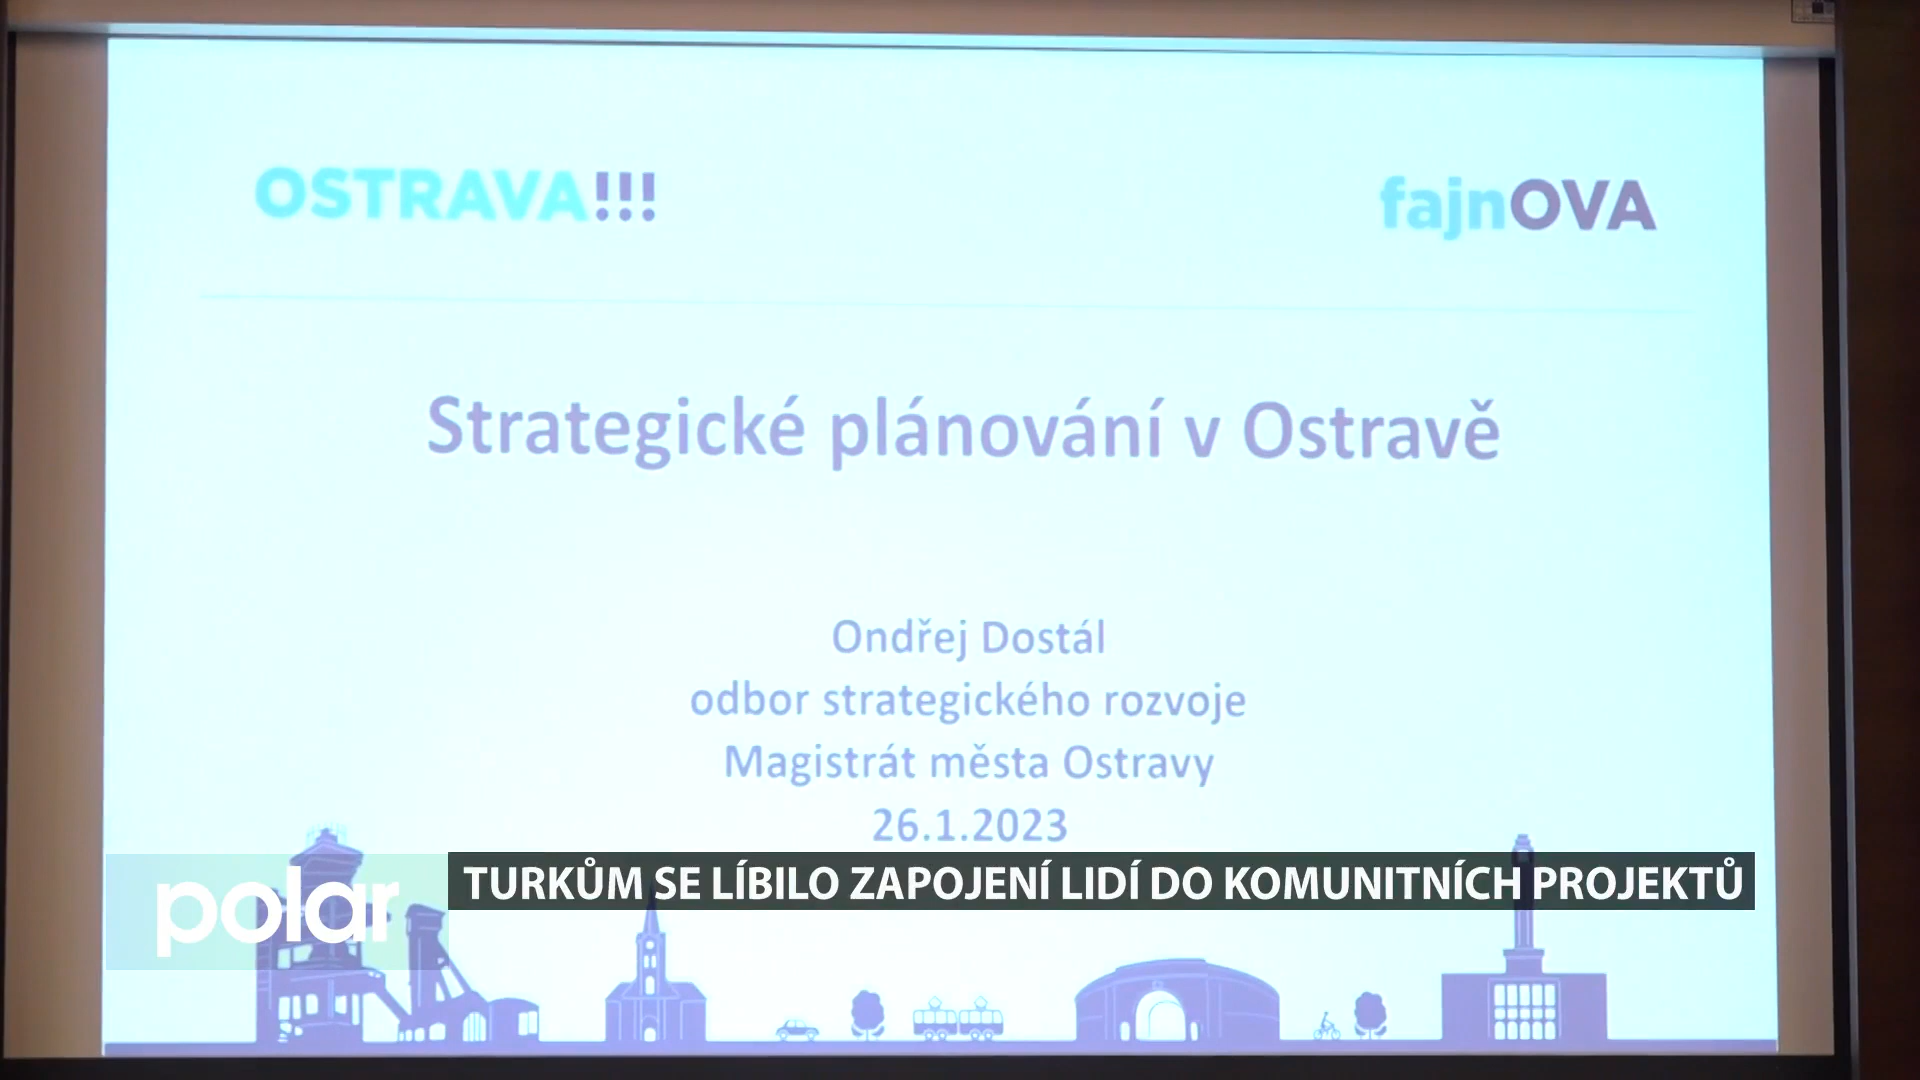 OSTRAVA!!!
fajnOVA
Strategické plánování v Ostravě
Ondřej Dostál
odbor strategického rozvoje
Magistrát města Ostravy
26.1.2023
polar
TURKŮM SE LÍBILO ZAPOJENÍ LIDÍ DO KOMUNITNÍCH PROJEKTŮ